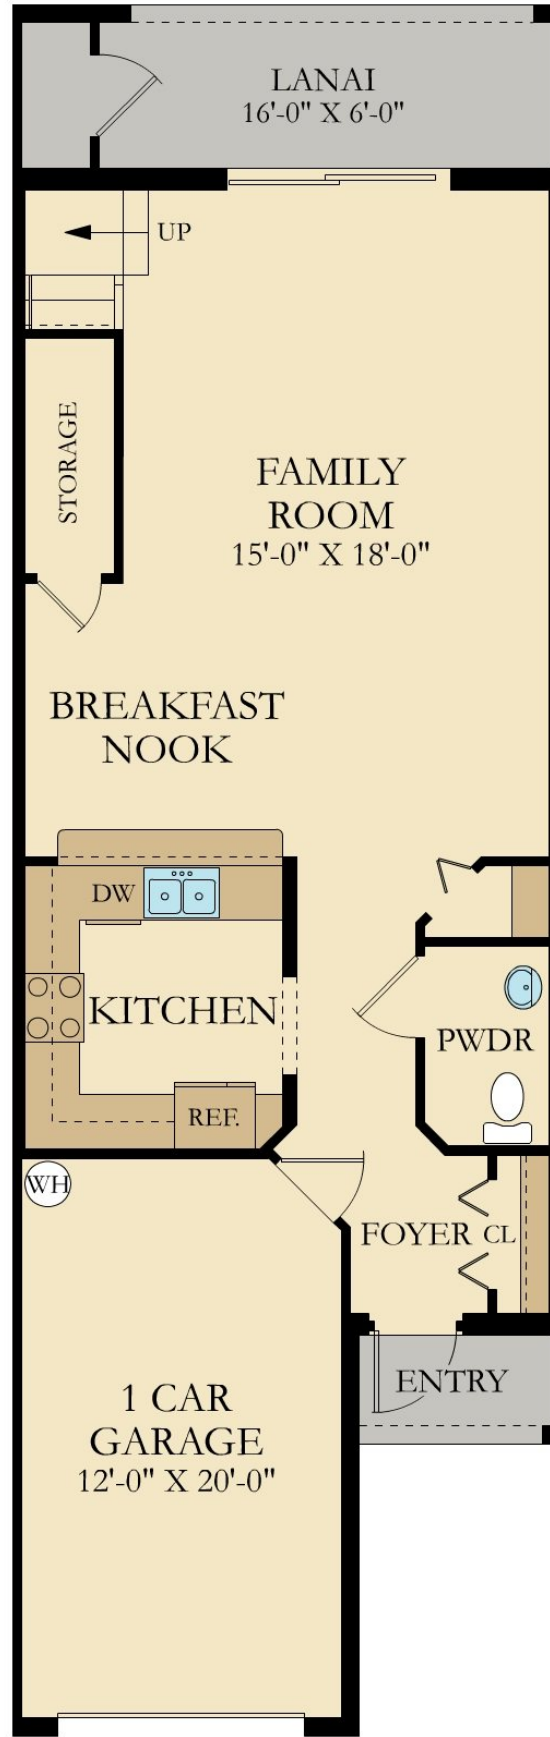 LANAI
16'-0" X 6'-0"
UP
STORAGE
FAMILY
ROOM
15'-0" X 18'-0"
BREAKFAST
NOOK
DW
KITCHEN
PWDR
REF.
WH
FOYER
CL
ENTRY
1 CAR
GARAGE
12'-0" X 20'-0"